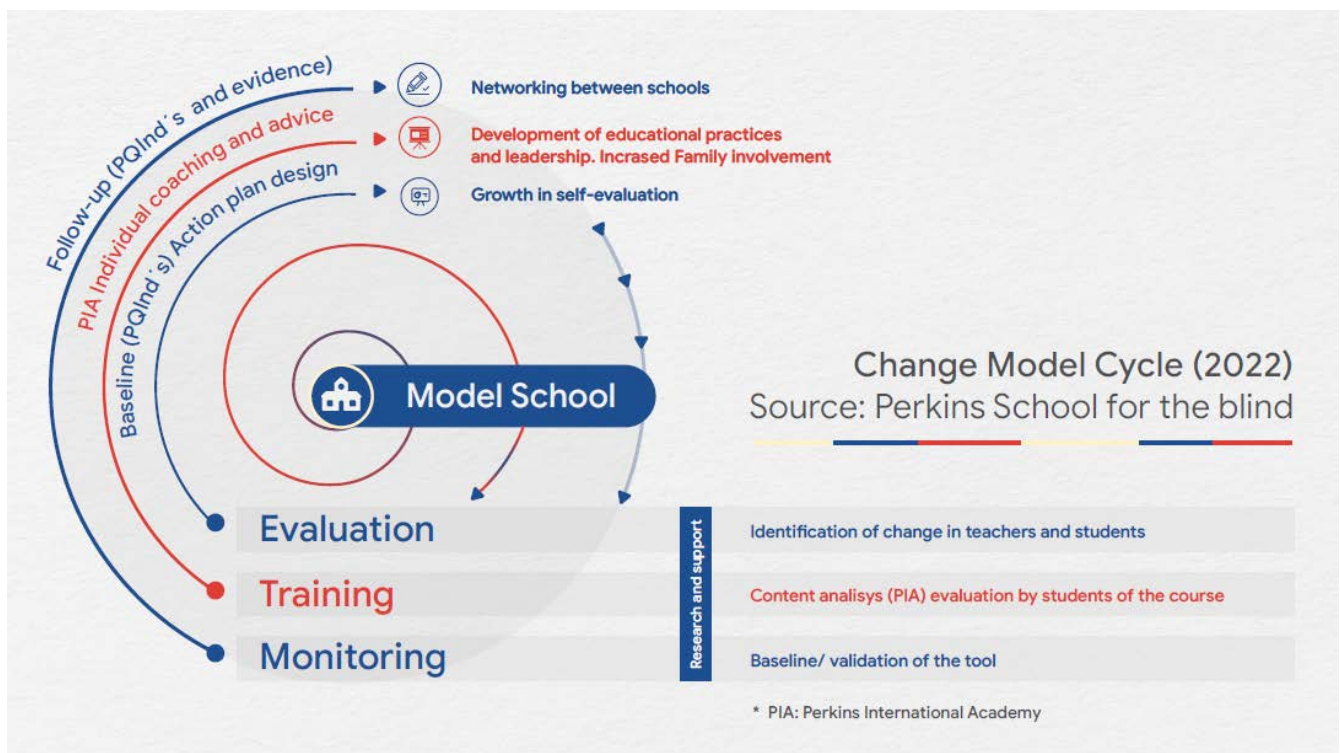 Follow-up (PQInd´s and evidence)
PIA Individual coaching and advice
Baseline (PQInd´s) Action plan design
Networking between schools
Development of educational practices
and leadership. Incrased Family involvement
Growth in self-evaluation
Model School
Change Model Cycle (2022)
Source: Perkins School for the blind
Evaluation
Training
Monitoring
Research and support
Identification of change in teachers and students
Content analisys (PIA) evaluation by students of the course
Baseline/ validation of the tool
* PIA: Perkins International Academy